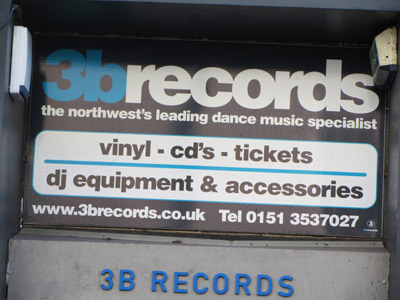 3brecords
the northwest's leading dance music specialist
vinyl - cd's - tickets
dj equipment & accessories
www.3brecords.co.uk Tel 0151 3537027
3B RECORDS